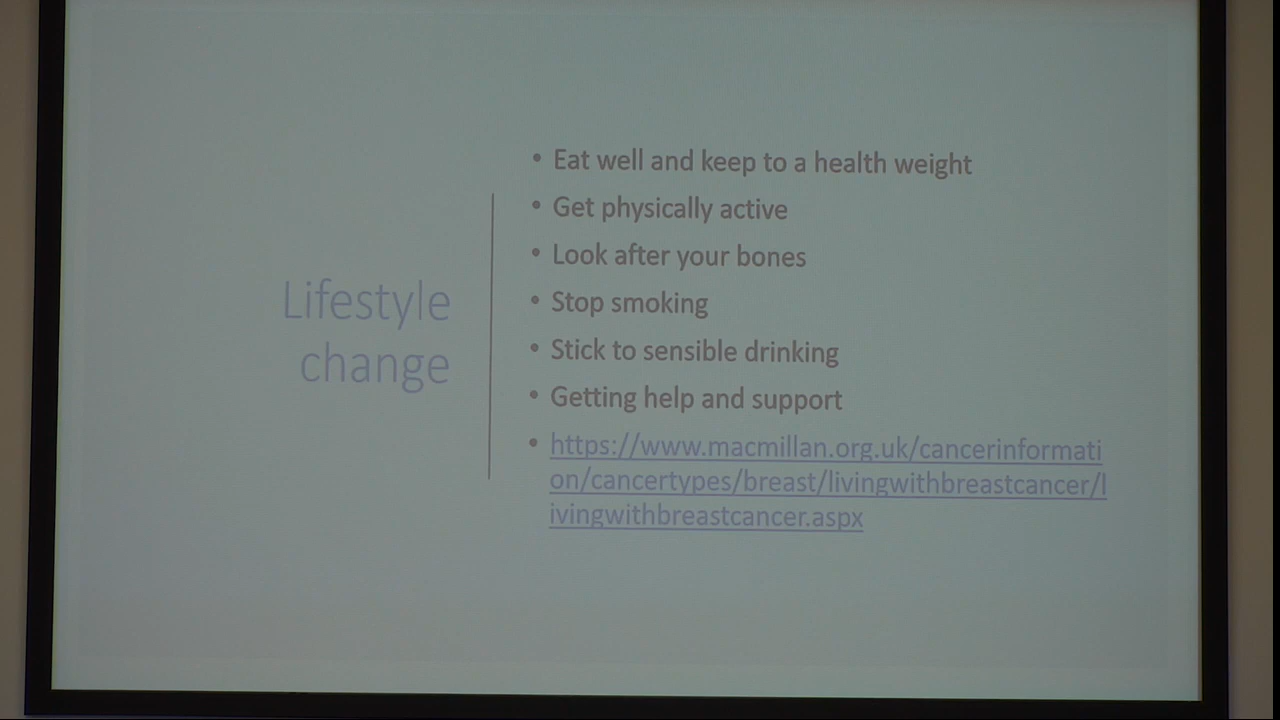 Lifestyle
change
• Eat well and keep to a health weight
• Get physically active
• Look after your bones
• Stop smoking
• Stick to sensible drinking
• Getting help and support
• https://www.macmillan.org.uk/cancerinformati
on/cancertypes/breast/livingwithbreastcancer/l
ivingwithbreastcancer.aspx